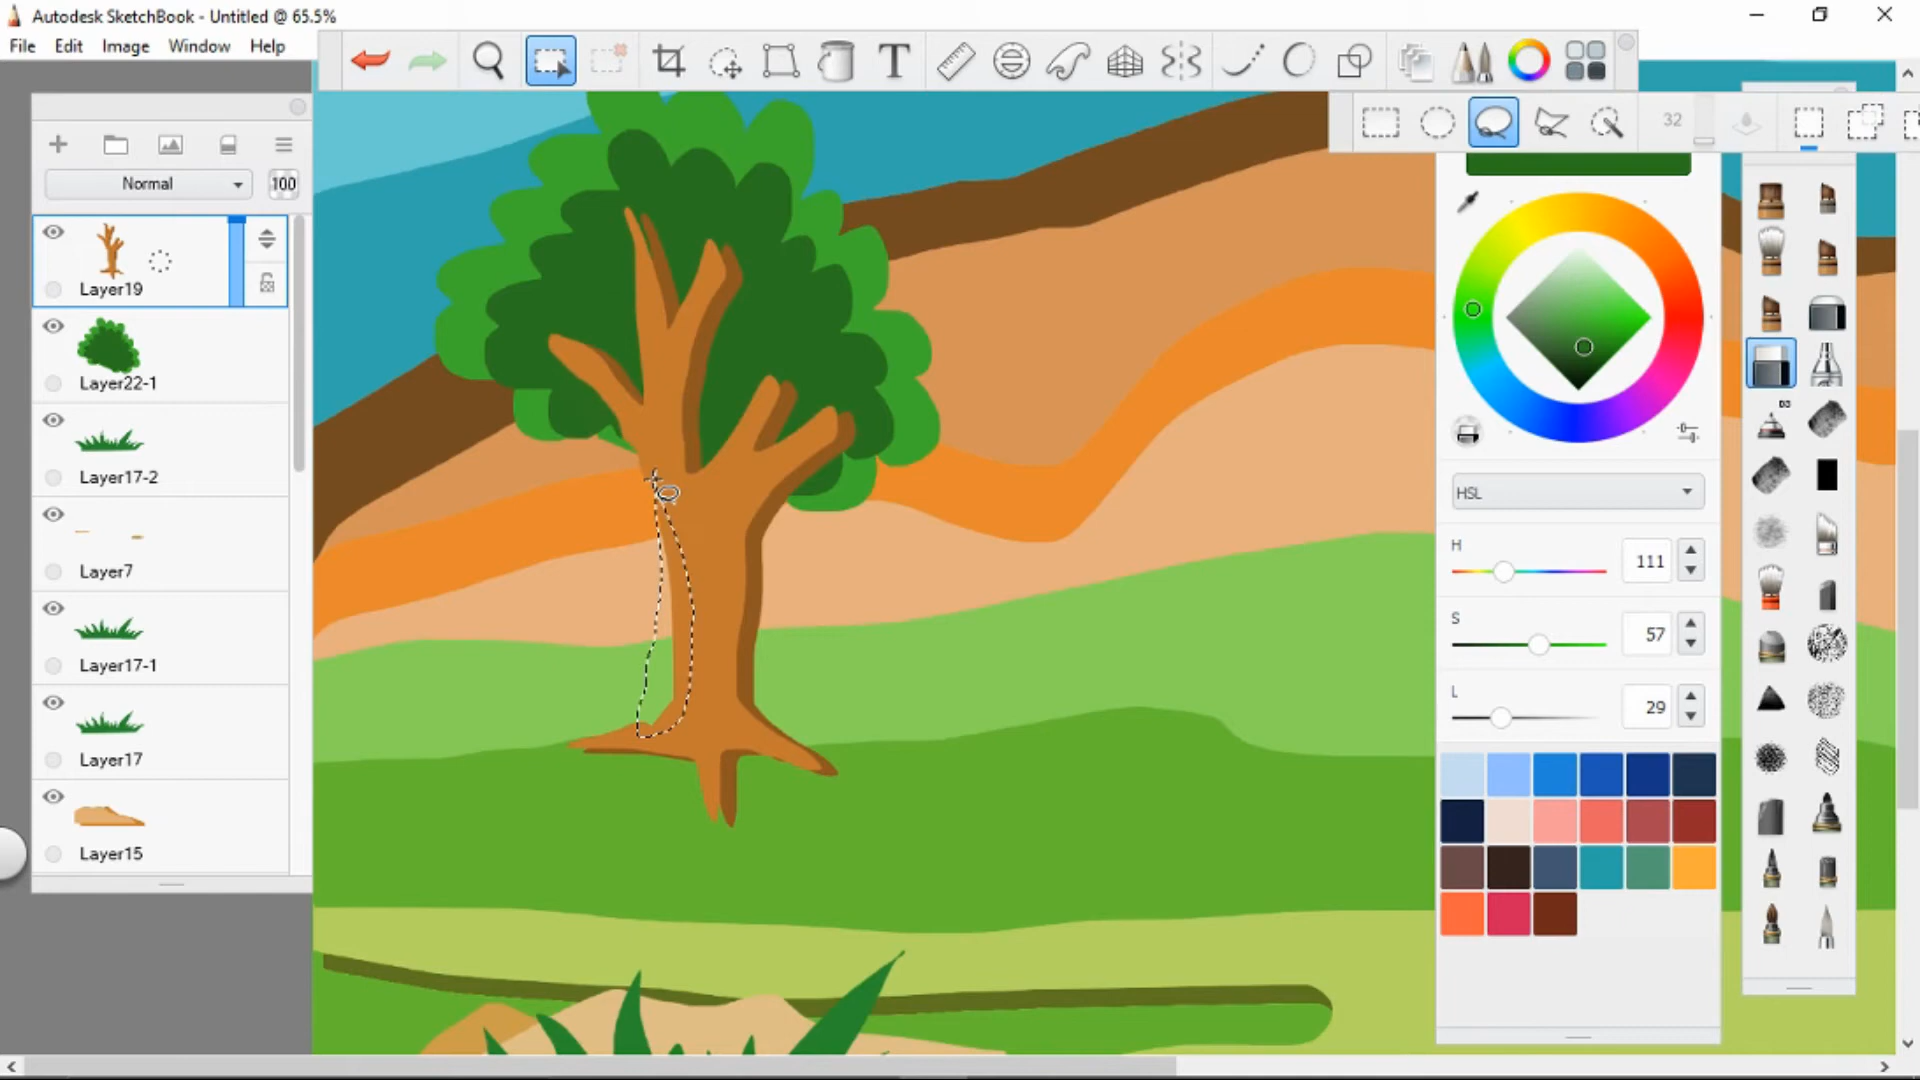 Autodesk SketchBook - Untitled @ 65.5%
File Edit Image Window Help
T
32
Normal 100
Layer19
Layer22-1
Layer17-2
Layer7
Layer17-1
Layer17
Layer15
HSL
H 111
S 57
L 29